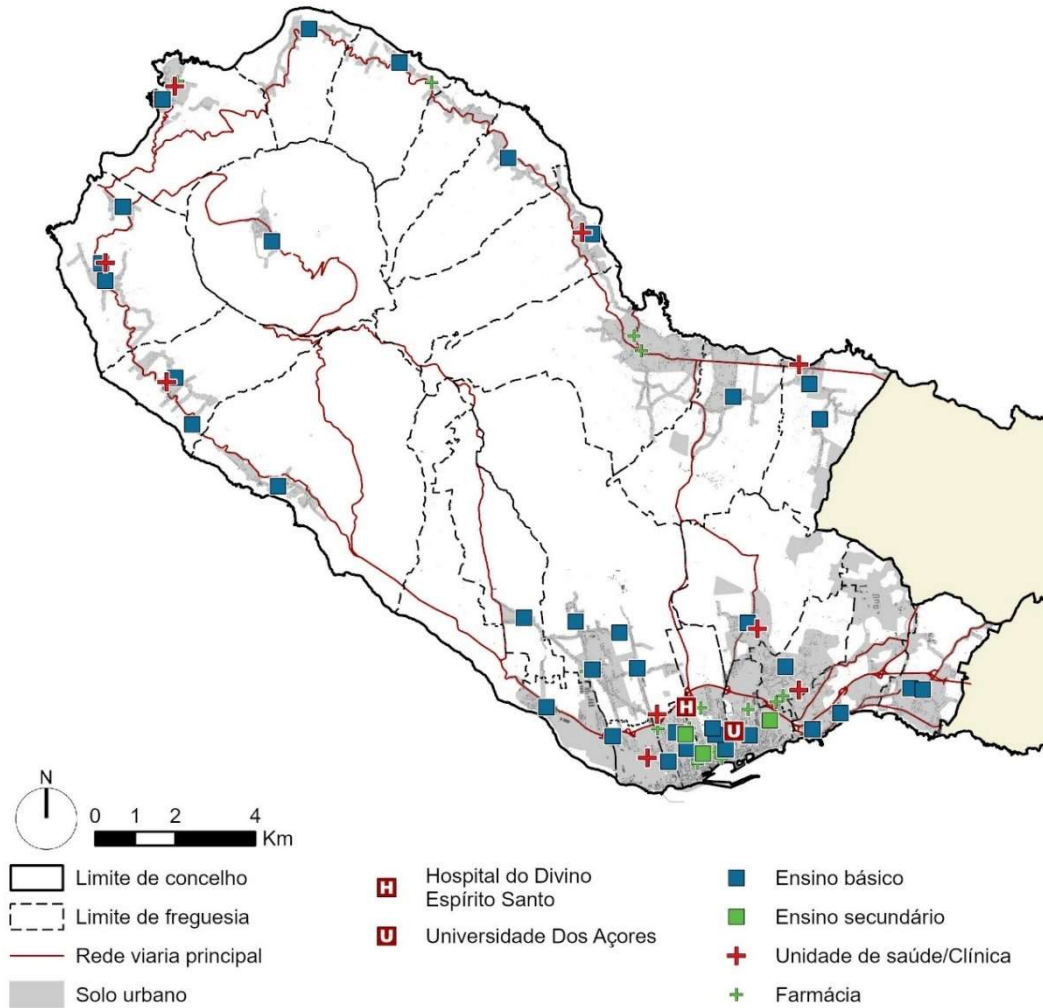 H
U
N
0 1 2 4
Km
Limite de concelho
Limite de freguesia
Rede viaria principal
Solo urbano
H Hospital do Divino
Espírito Santo
U Universidade Dos Açores
Ensino básico
Ensino secundário
Unidade de saúde/Clínica
Farmácia